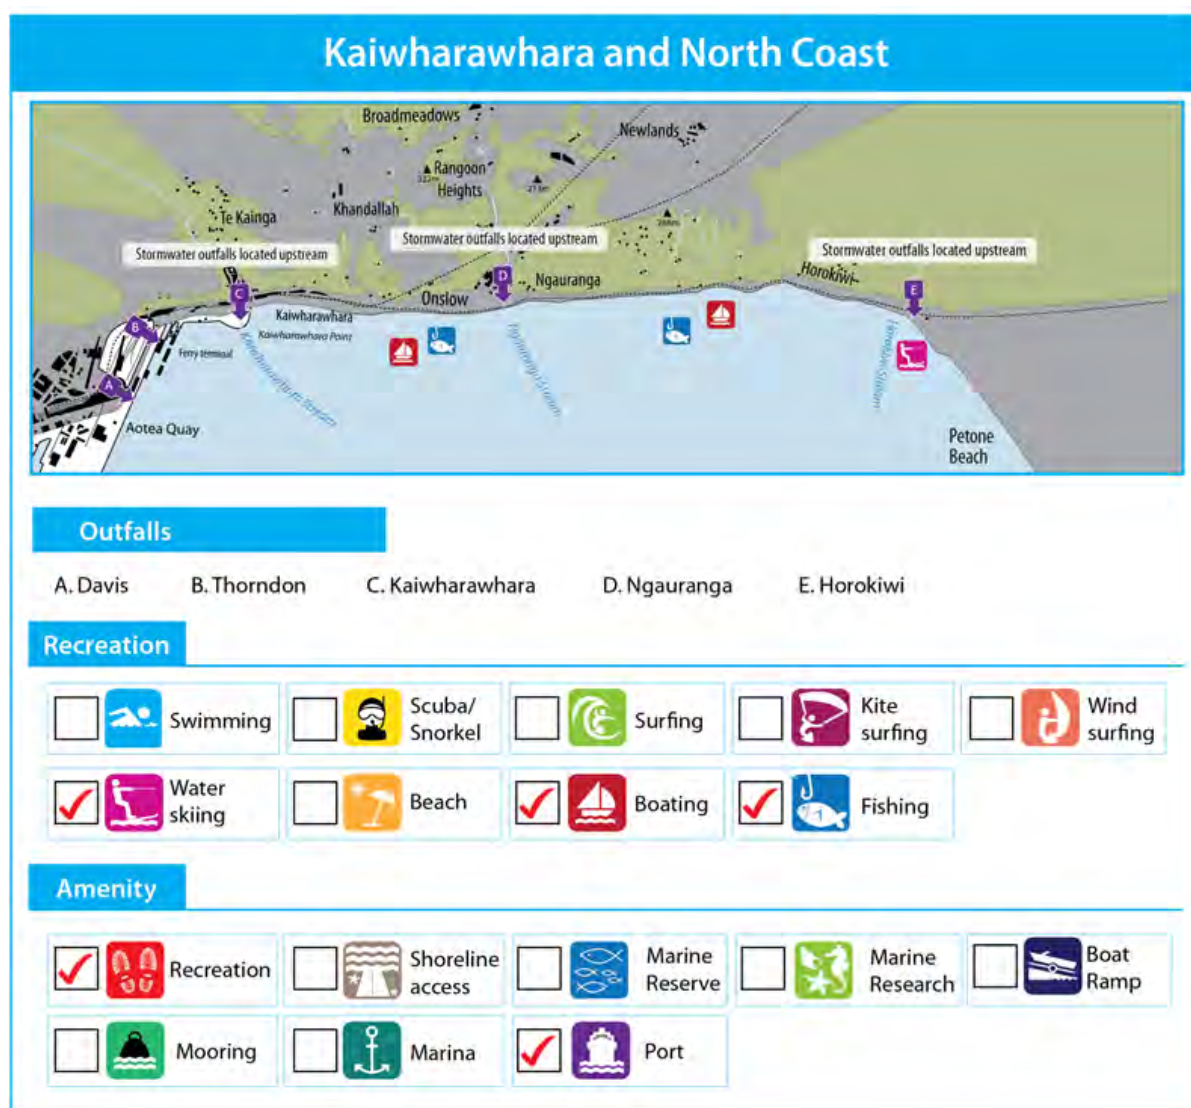 Kaiwharawhara and North Coast
Broadmeadows
Newlands
Rangoon
Heights
Te Kainga
Khandallah
Stormwater outfalls located upstream
Stormwater outfalls located upstream
Stormwater outfalls located upstream
Horokiwi
D
Ngauranga
C
Onslow
E
Kaiwharawhara
B
Kaiwharawhara Point
Ferry terminal
A
Aotea Quay
Petone
Beach
Outfalls
A. Davis B. Thorndon C. Kaiwharawhara D. Ngauranga E. Horokiwi
Recreation
Swimming
Scuba/
Snorkel
Surfing
Kite
surfing
Wind
surfing
Water
skiing
Beach
Boating
Fishing
Amenity
Recreation
Shoreline
access
Marine
Reserve
Marine
Research
Boat
Ramp
Mooring
Marina
Port